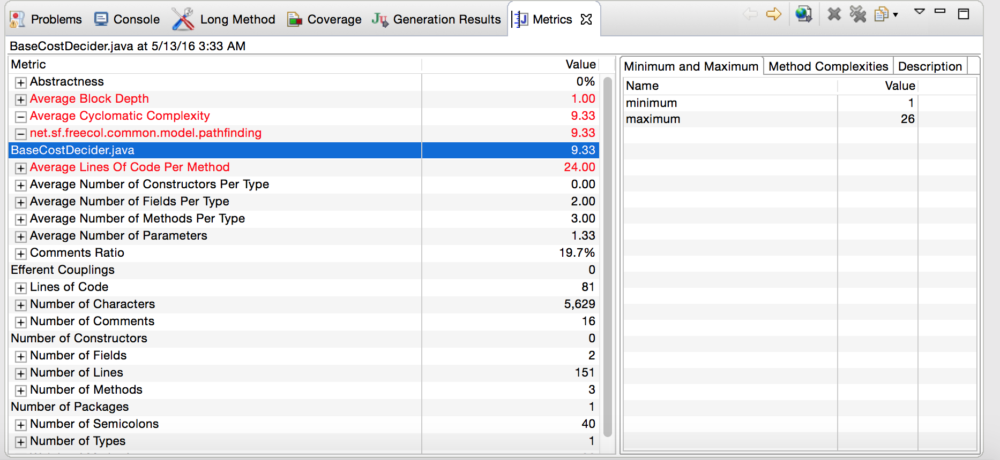 Problems Console Long Method Coverage Generation Results Metrics
BaseCostDecider.java at 5/13/16 3:33 AM
Metric Value
Abstractness 0%
Average Block Depth 1.00
Average Cyclomatic Complexity 9.33
net.sf.freecol.common.model.pathfinding 9.33
BaseCostDecider.java 9.33
Average Lines Of Code Per Method 24.00
Average Number of Constructors Per Type 0.00
Average Number of Fields Per Type 2.00
Average Number of Methods Per Type 3.00
Average Number of Parameters 1.33
Comments Ratio 19.7%
Efferent Couplings 0
Lines of Code 81
Number of Characters 5,629
Number of Comments 16
Number of Constructors 0
Number of Fields 2
Number of Lines 151
Number of Methods 3
Number of Packages 1
Number of Semicolons 40
Number of Types 1
Minimum and Maximum Method Complexities Description
Name Value
minimum 1
maximum 26